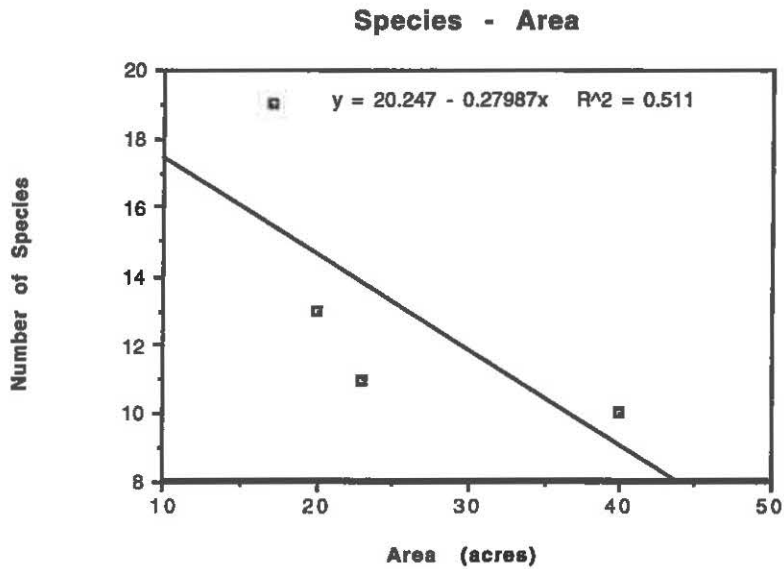 Species - Area
20
y = 20.247 - 0.27987x R^2 = 0.511
18
16
14
12
10
8
10 20 30 40 50
Number of Species
Area (acres)